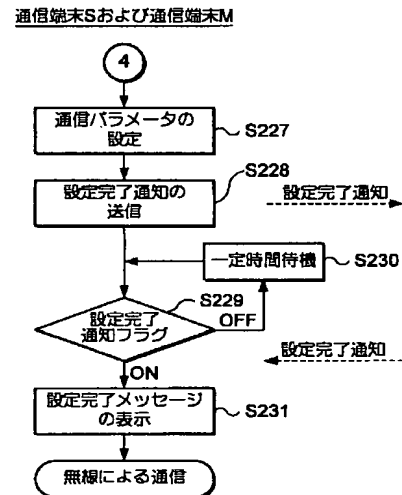 通信端末Sおよび通信端末M
4
通信パラメータの
設定
S227
設定完了通知の
送信
S228
設定完了通知
一定時間待機
S230
設定完了
通知フラグ
S229
OFF
設定完了通知
ON
設定完了メッセージ
の表示
S231
無線による通信